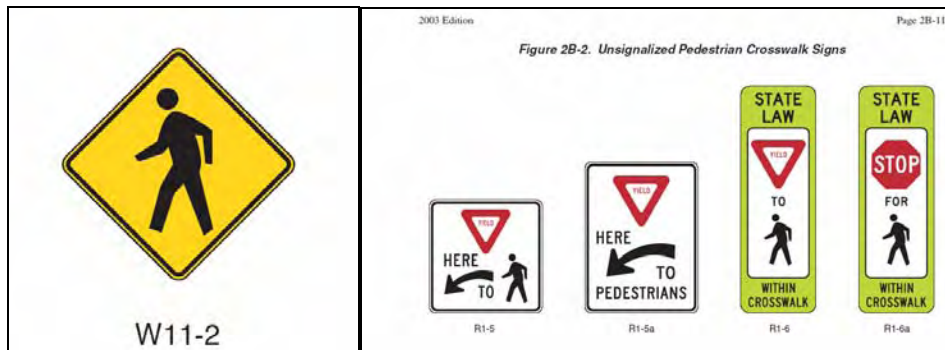 W11-2
2003 Edition
Page 2B-11
Figure 2B-2. Unsignalized Pedestrian Crosswalk Signs
YIELD
HERE
TO
R1-5
YIELD
HERE
TO
PEDESTRIANS
R1-5a
STATE
LAW
YIELD
TO
WITHIN
CROSSWALK
R1-6
STATE
LAW
STOP
FOR
WITHIN
CROSSWALK
R1-6a